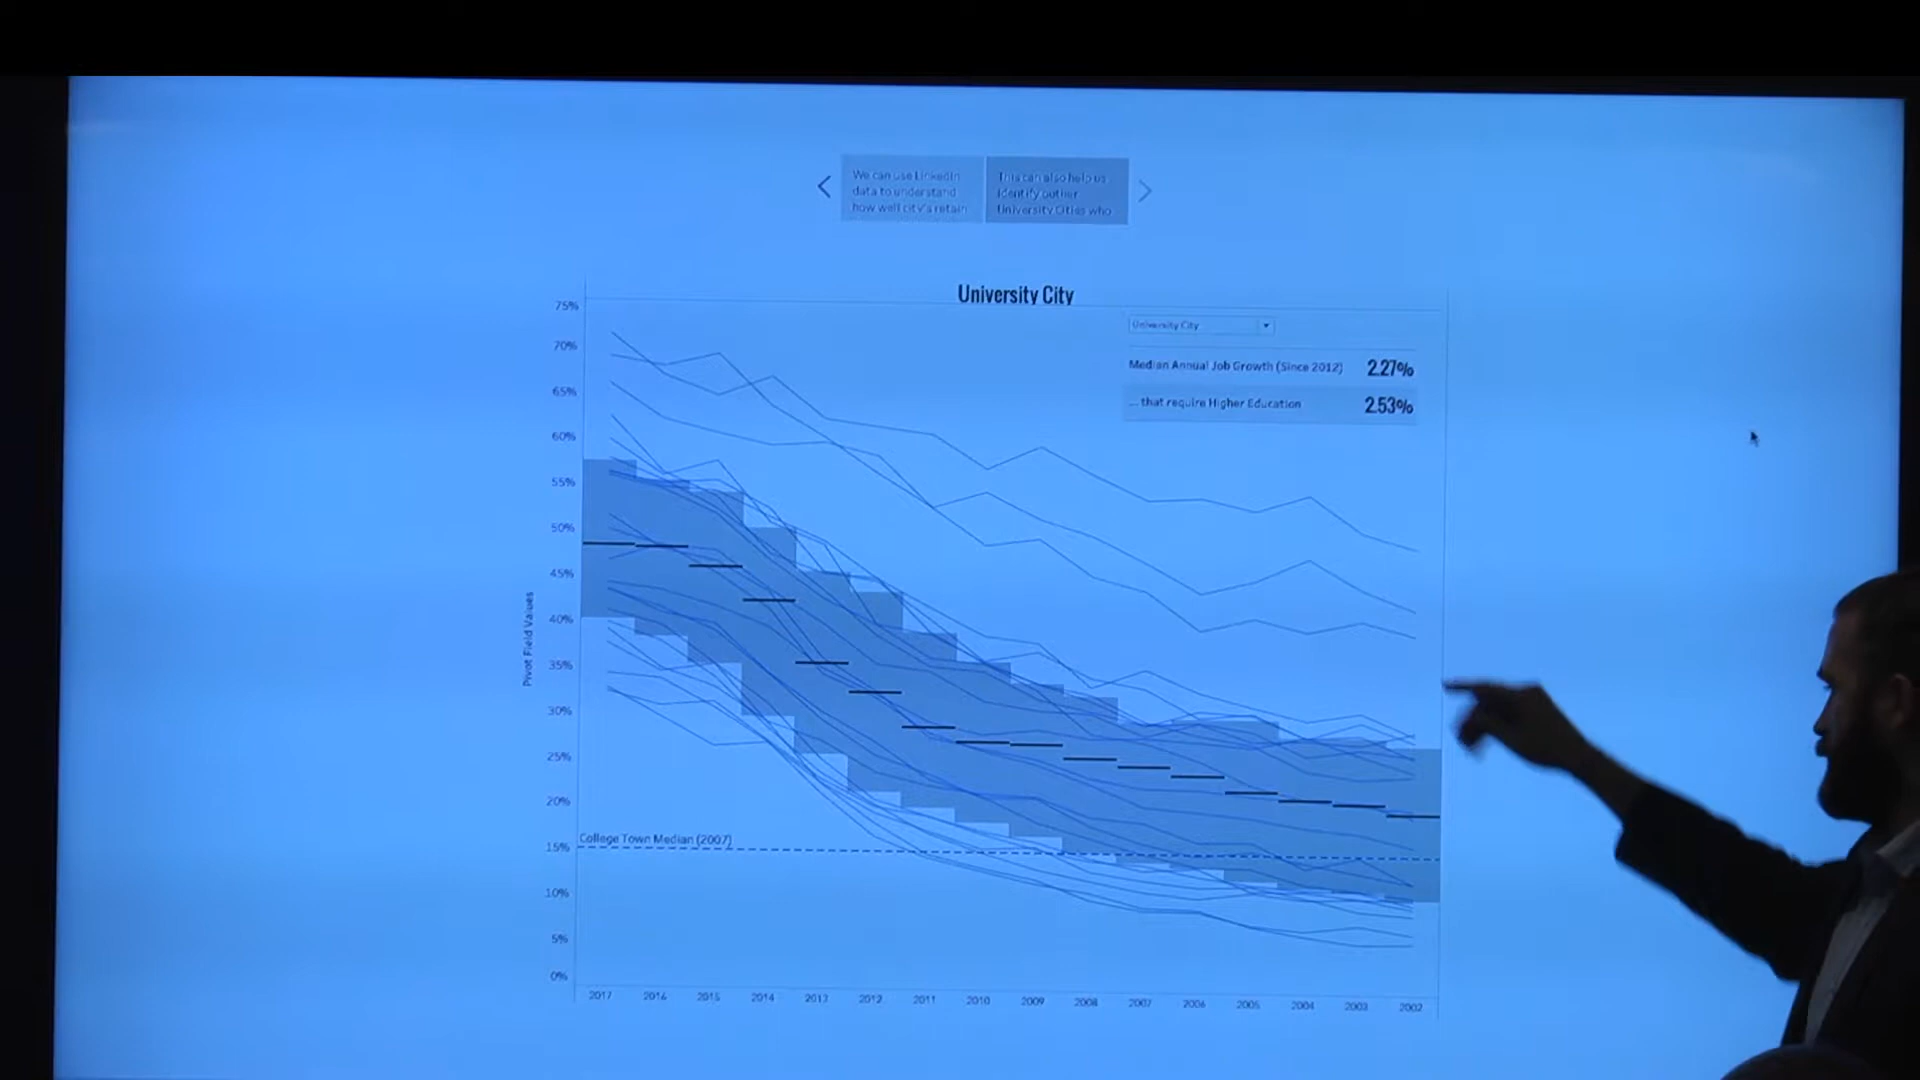 We can use LinkedIn
data to understand
how well city's retain
This can also help us
identify outlier
University Cities who
University City
University City
Median Annual Job Growth (Since 2012) 2.27%
... that require Higher Education 2.53%
75%
70%
65%
60%
55%
50%
45%
40%
35%
30%
25%
20%
15%
10%
5%
0%
Pivot Field Values
College Town Median (2007)
2017 2016 2015 2014 2013 2012 2011 2010 2009 2008 2007 2006 2005 2004 2003 2002